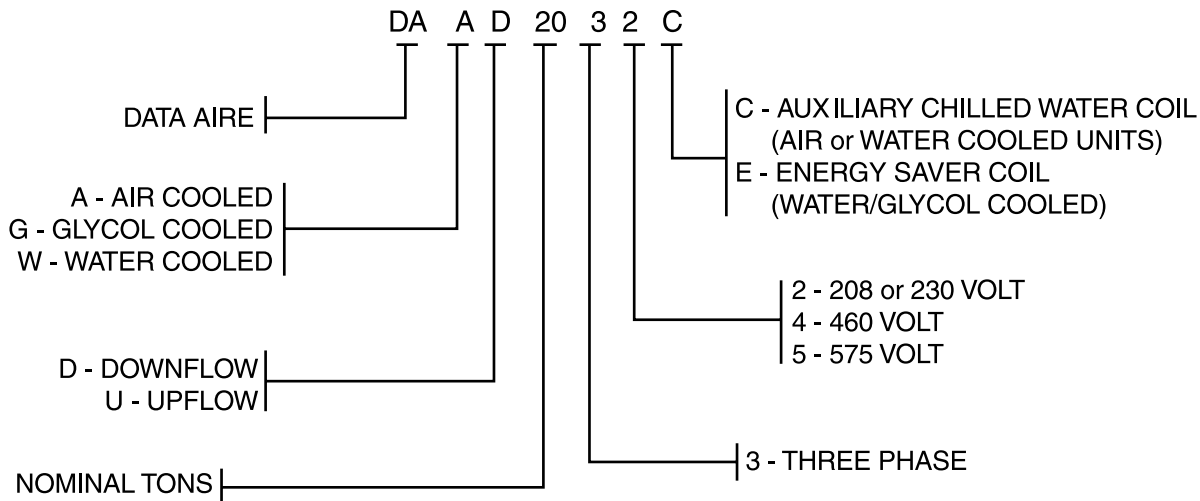 DA A D 20 3 2 C
DATA AIRE
A - AIR COOLED
G - GLYCOL COOLED
W - WATER COOLED
D - DOWNFLOW
U - UPFLOW
NOMINAL TONS
C - AUXILIARY CHILLED WATER COIL
(AIR or WATER COOLED UNITS)
E - ENERGY SAVER COIL
(WATER/GLYCOL COOLED)
2 - 208 or 230 VOLT
4 - 460 VOLT
5 - 575 VOLT
3 - THREE PHASE